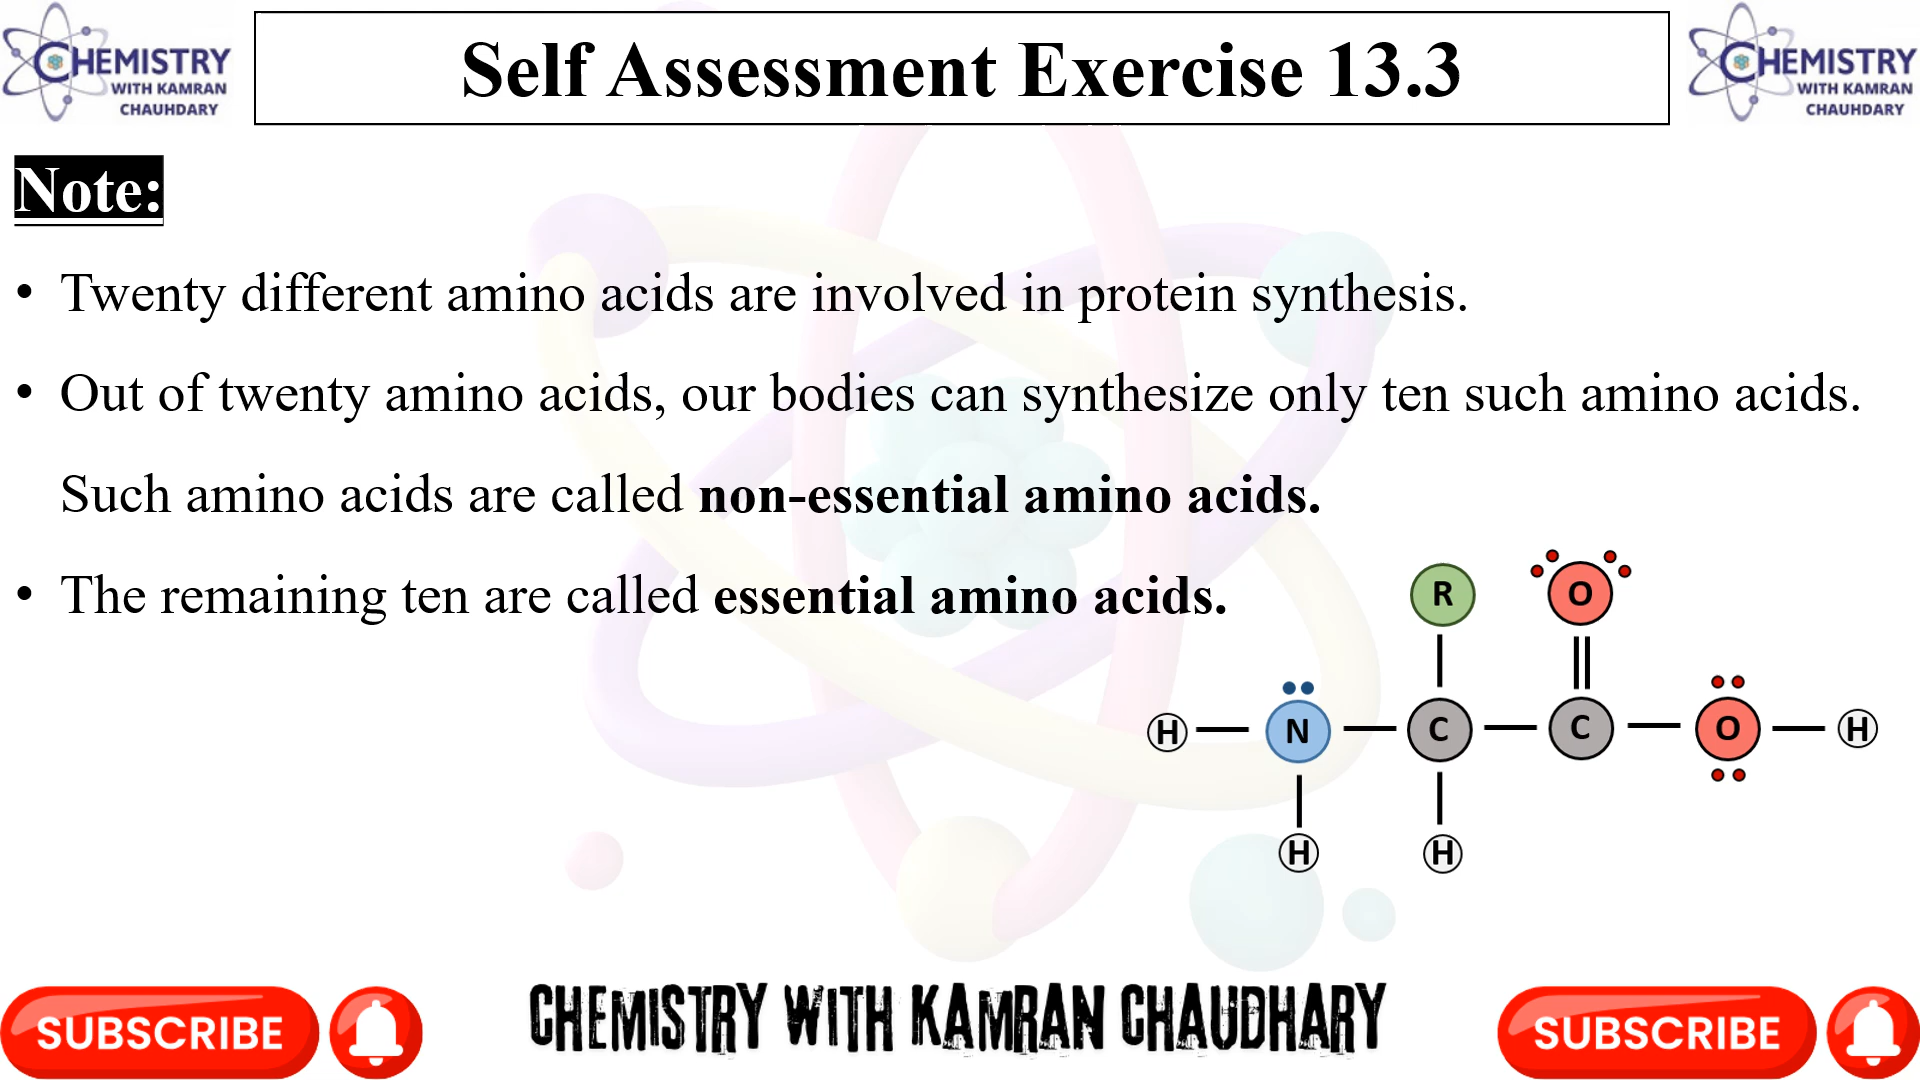 CHEMISTRY
WITH KAMRAN
CHAUHDARY
Self Assessment Exercise 13.3
CHEMISTRY
WITH KAMRAN
CHAUHDARY
Note:
• Twenty different amino acids are involved in protein synthesis.
• Out of twenty amino acids, our bodies can synthesize only ten such amino acids.
Such amino acids are called non-essential amino acids.
• The remaining ten are called essential amino acids.
R O
H N C C O H
H H
SUBSCRIBE
CHEMISTRY WITH KAMRAN CHAUDHARY
SUBSCRIBE